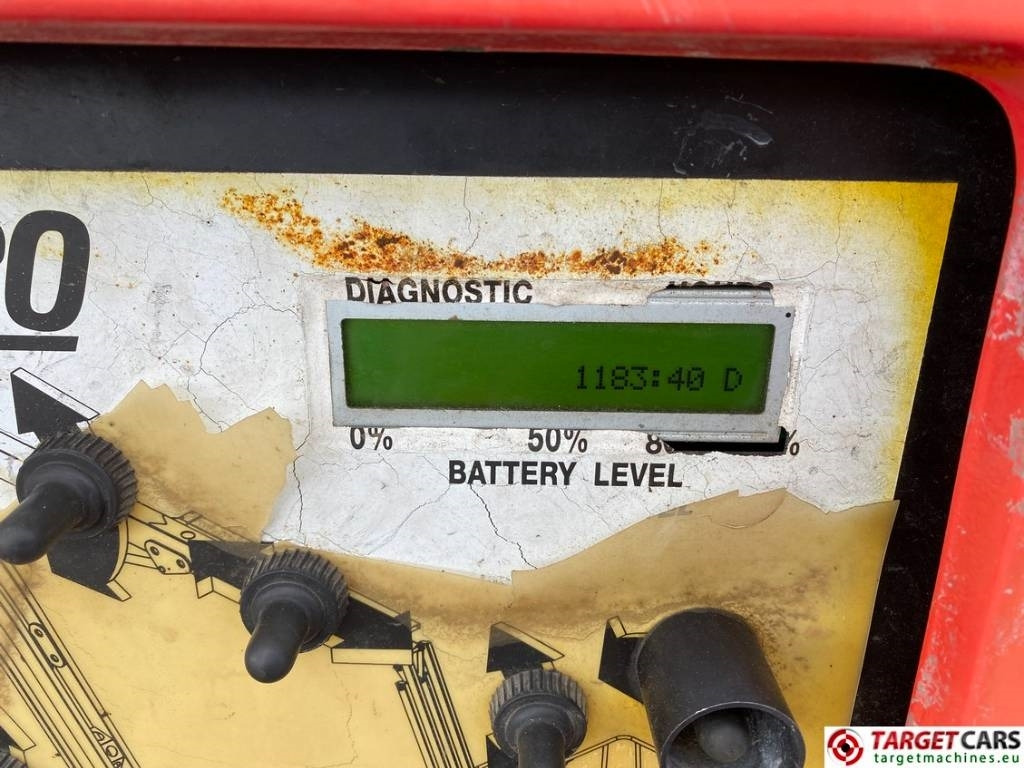 DIAGNOSTIC
1183:40 D
0% 50%
BATTERY LEVEL
TARGETCARS
targetmachines.eu